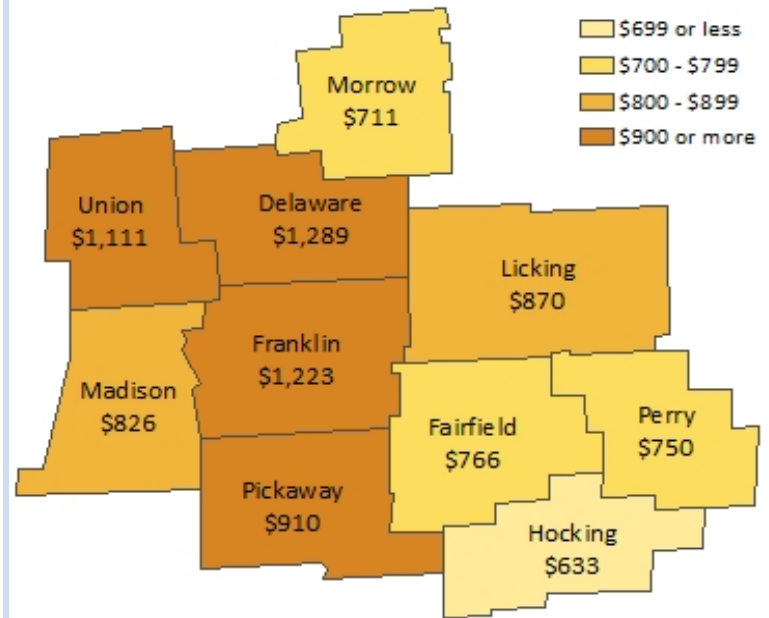 $699 or less
$700 - $799
$800 - $899
$900 or more
Morrow
$711
Union
$1,111
Delaware
$1,289
Licking
$870
Franklin
$1,223
Madison
$826
Fairfield
$766
Perry
$750
Pickaway
$910
Hocking
$633